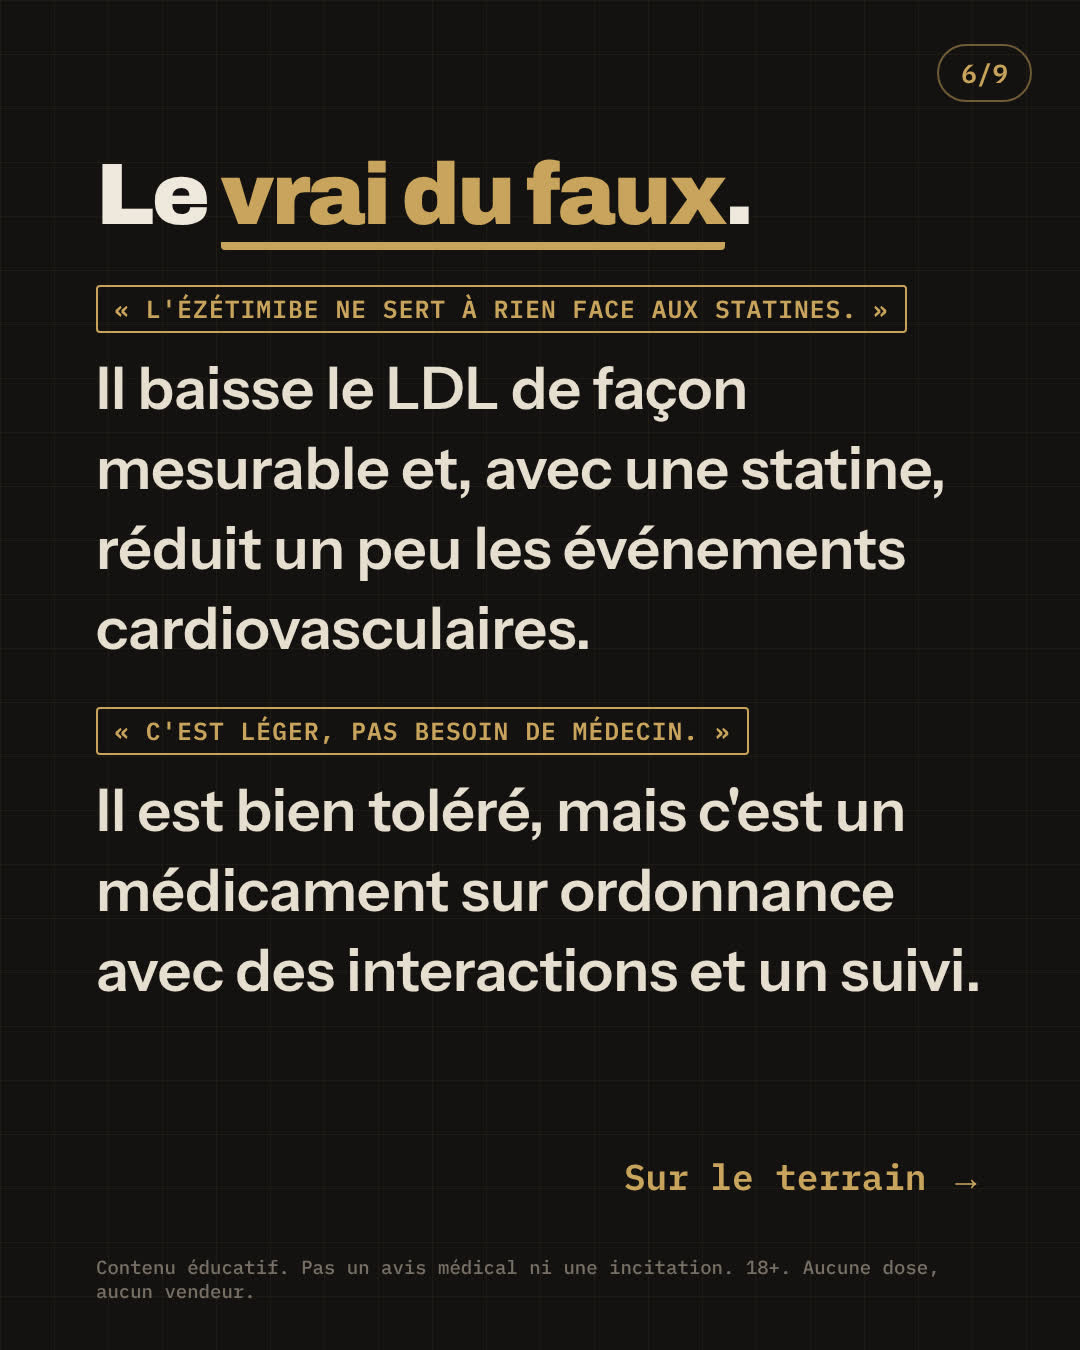 6/9
Le vrai du faux.
« L'ÉZÉTIMIBE NE SERT À RIEN FACE AUX STATINES. »
Il baisse le LDL de façon
mesurable et, avec une statine,
réduit un peu les événements
cardiovasculaires.
« C'EST LÉGER, PAS BESOIN DE MÉDECIN. »
Il est bien toléré, mais c'est un
médicament sur ordonnance
avec des interactions et un suivi.
Sur le terrain →
Contenu éducatif. Pas un avis médical ni une incitation. 18+. Aucune dose,
aucun vendeur.